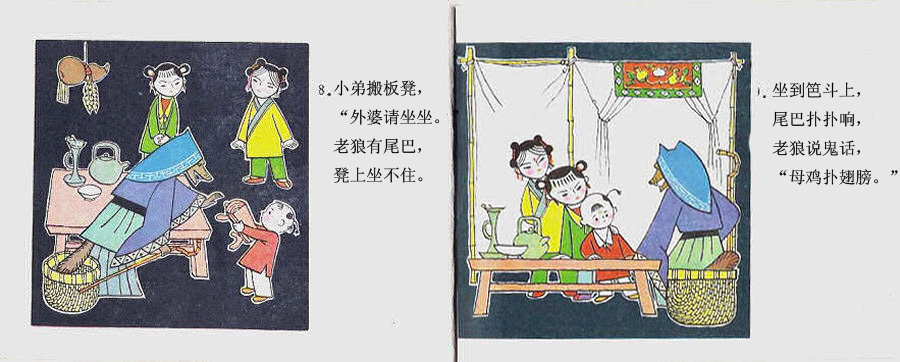 8. 小弟搬板凳，
“外婆请坐坐。
老狼有尾巴，
凳上坐不住。
. 坐到笆斗上，
尾巴扑扑响，
老狼说鬼话，
“母鸡扑翅膀。”